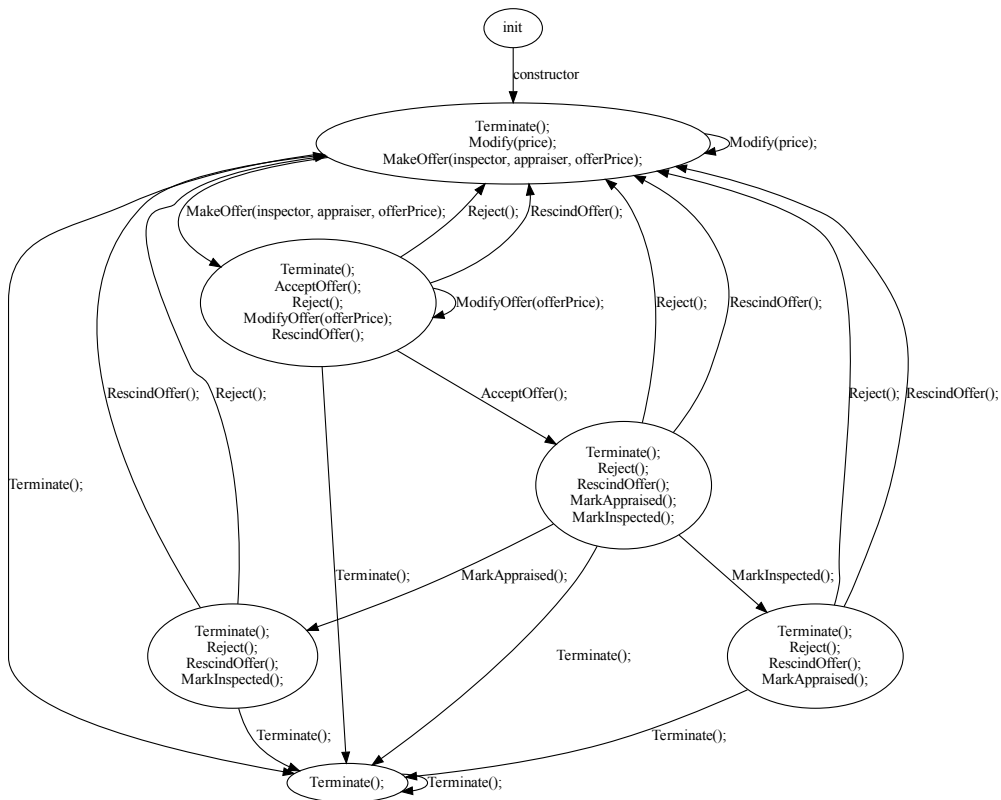 init
constructor
Terminate();
Modify(price);
MakeOffer(inspector, appraiser, offerPrice);
Modify(price);
MakeOffer(inspector, appraiser, offerPrice);
Reject();
RescindOffer();
Terminate();
AcceptOffer();
Reject();
ModifyOffer(offerPrice);
RescindOffer();
ModifyOffer(offerPrice);
Reject();
RescindOffer();
RescindOffer();
Reject();
AcceptOffer();
Reject();
RescindOffer();
Terminate();
Terminate();
Reject();
RescindOffer();
MarkAppraised();
MarkInspected();
Terminate();
MarkAppraised();
MarkInspected();
Terminate();
Terminate();
Reject();
RescindOffer();
MarkInspected();
Terminate();
Reject();
RescindOffer();
MarkAppraised();
Terminate();
Terminate();
Terminate();
Terminate();